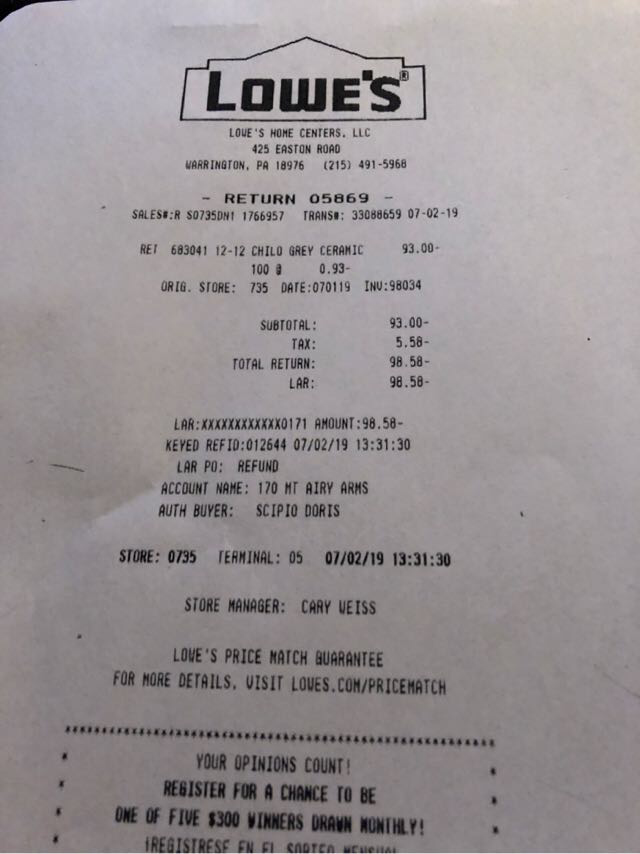 LOWE'S®
LOWE'S HOME CENTERS, LLC
425 EASTON ROAD
WARRINGTON, PA 18976 (215) 491-5968
- RETURN 05869 -
SALES#:R S0735DN1 1766957 TRANS#: 33088659 07-02-19
RET 683041 12-12 CHILO GREY CERAMIC 93.00-
100 @ 0.93-
ORIG. STORE: 735 DATE:070119 INV:98034
SUBTOTAL: 93.00-
TAX: 5.58-
TOTAL RETURN: 98.58-
LAR: 98.58-
LAR:XXXXXXXXXXXX0171 AMOUNT:98.58-
KEYED REFID:012644 07/02/19 13:31:30
LAR PO: REFUND
ACCOUNT NAME: 170 MT AIRY ARMS
AUTH BUYER: SCIPIO DORIS
STORE: 0735 TERMINAL: 05 07/02/19 13:31:30
STORE MANAGER: CARY WEISS
LOWE'S PRICE MATCH GUARANTEE
FOR MORE DETAILS, VISIT LOWES.COM/PRICEMATCH
***********************************************
* YOUR OPINIONS COUNT! *
* REGISTER FOR A CHANCE TO BE *
* ONE OF FIVE $300 WINNERS DRAWN MONTHLY! *
* ¡REGISTRESE EN EL SORTEO MENSUAL *